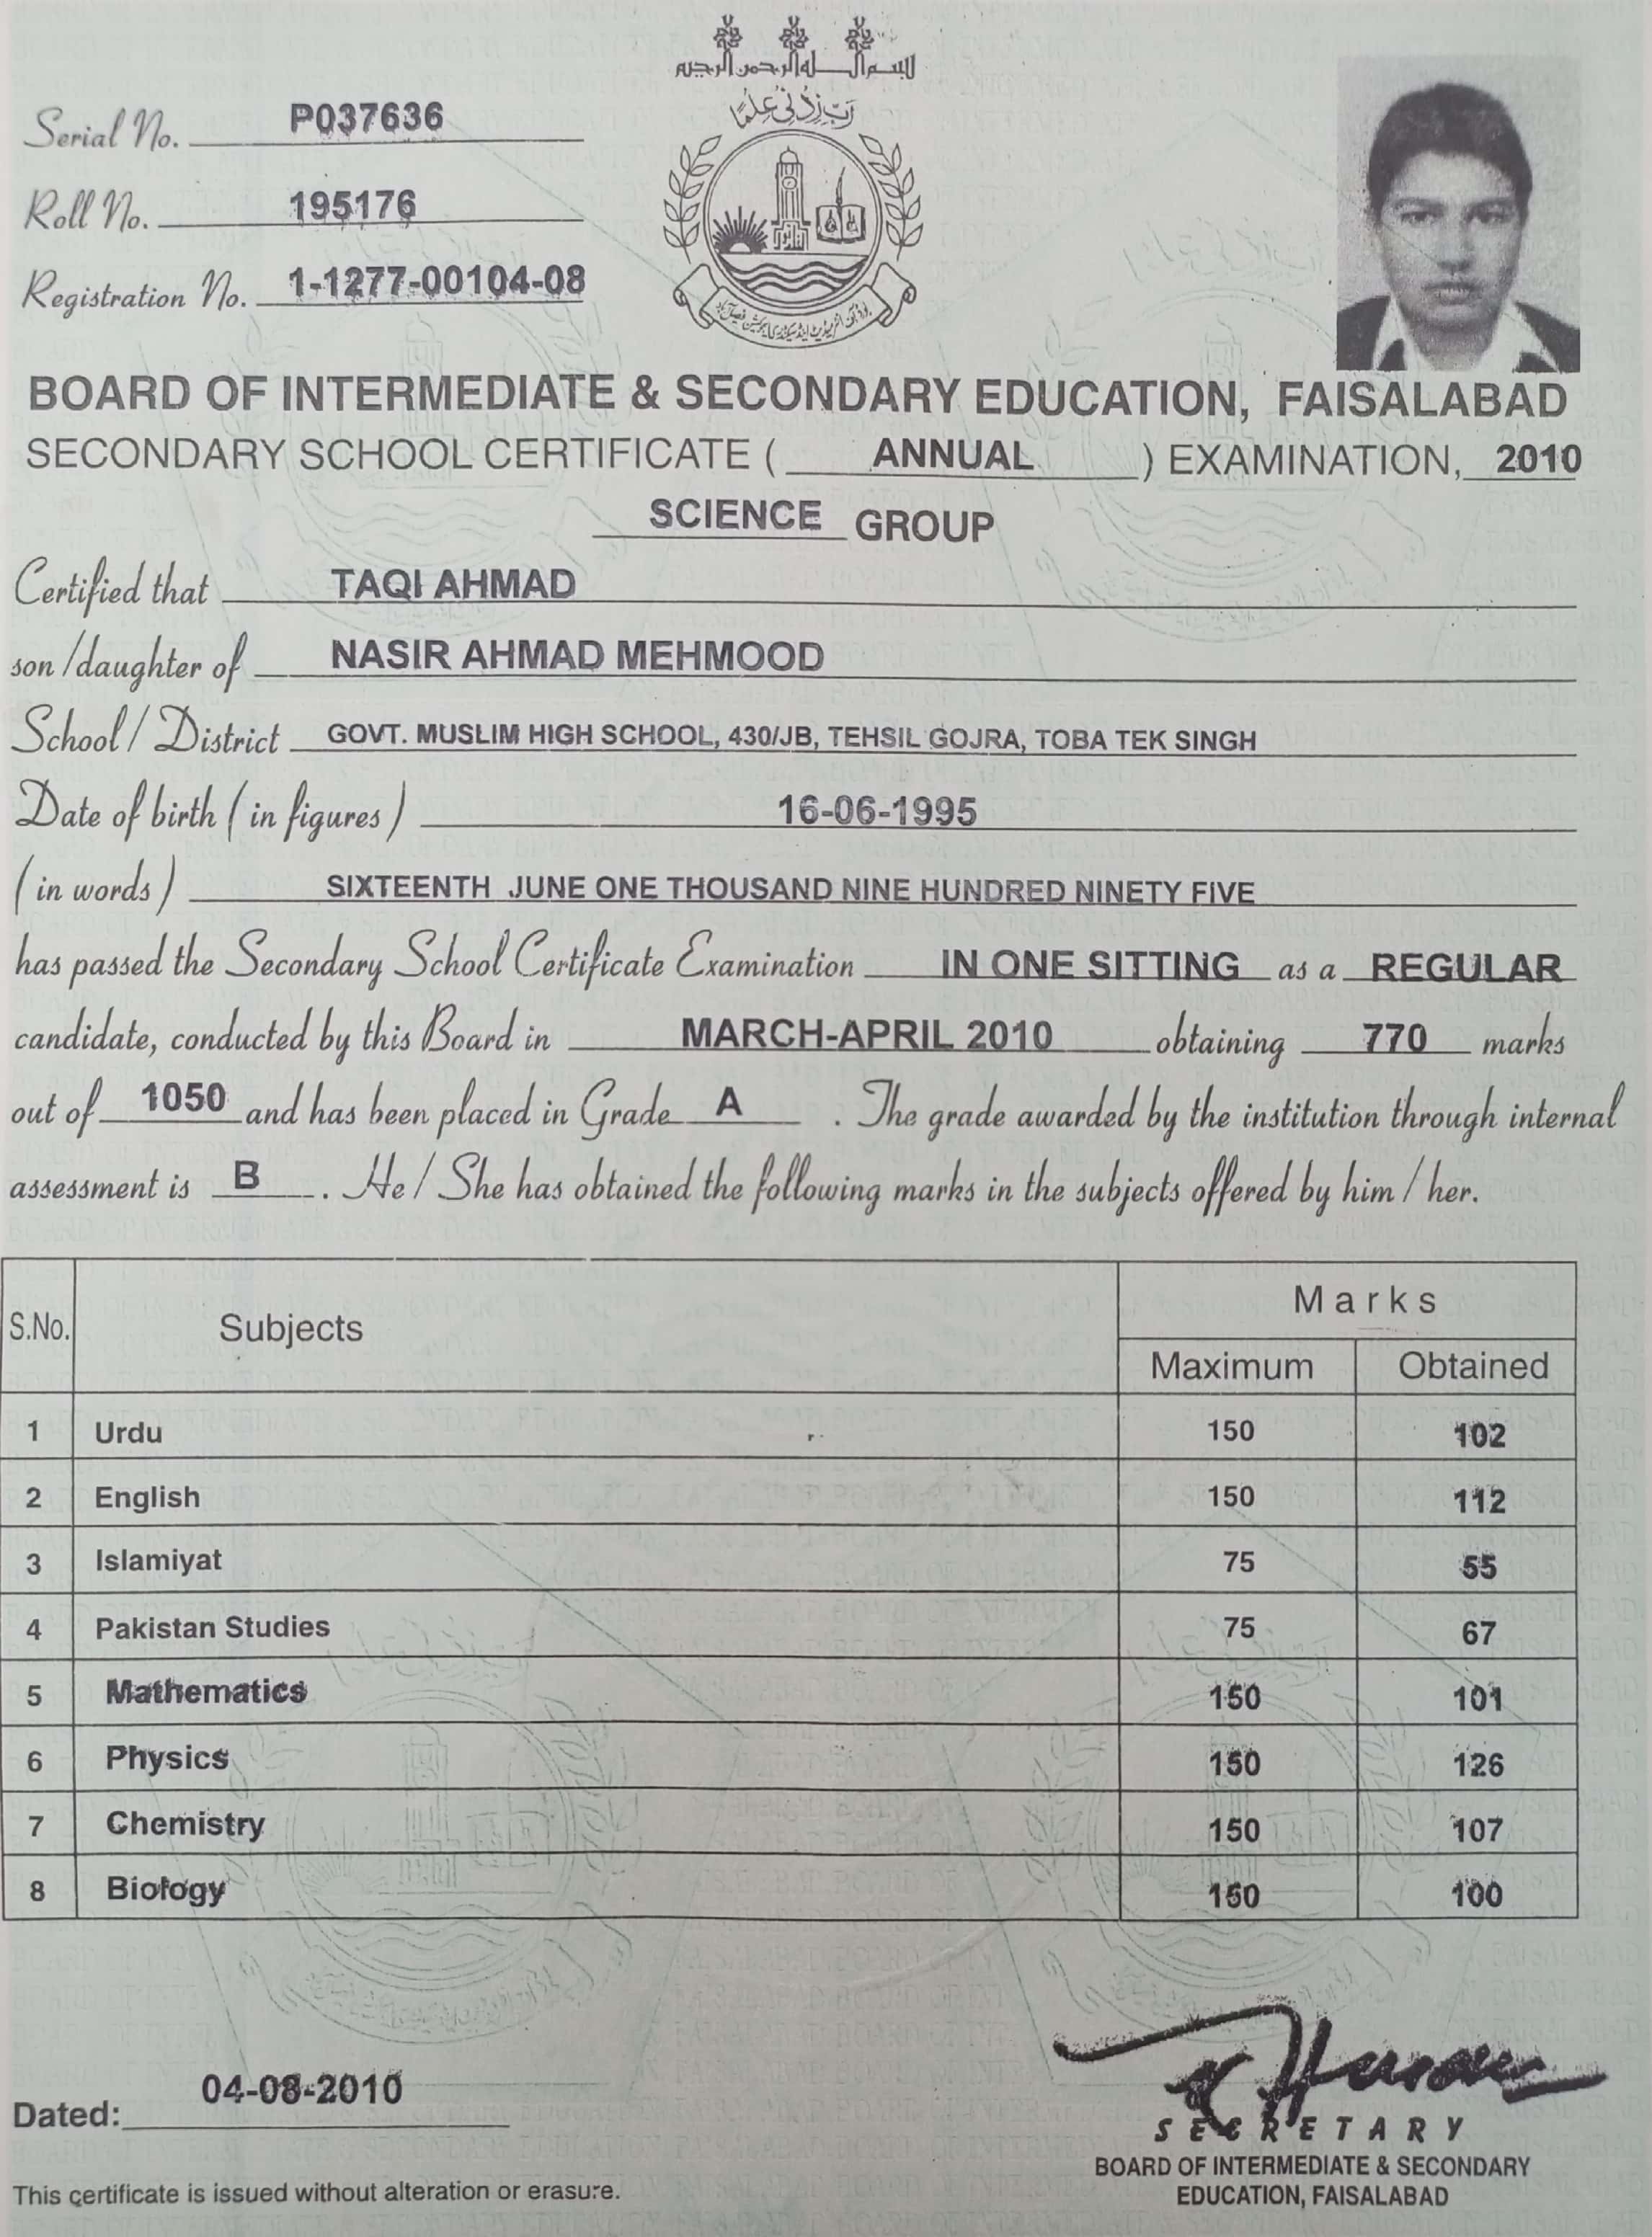 بسم اللہ الرحمن الرحیم
رَبِّ زِدْنِي عِلْمًا
Serial No. P037636
Roll No. 195176
Registration No. 1-1277-00104-08
BOARD OF INTERMEDIATE & SECONDARY EDUCATION, FAISALABAD
SECONDARY SCHOOL CERTIFICATE ( ANNUAL ) EXAMINATION, 2010
SCIENCE GROUP
Certified that TAQI AHMAD
son/daughter of NASIR AHMAD MEHMOOD
School/District GOVT. MUSLIM HIGH SCHOOL, 430/JB, TEHSIL GOJRA, TOBA TEK SINGH
Date of birth (in figures) 16-06-1995
(in words) SIXTEENTH JUNE ONE THOUSAND NINE HUNDRED NINETY FIVE
has passed the Secondary School Certificate Examination IN ONE SITTING as a REGULAR
candidate, conducted by this Board in MARCH-APRIL 2010 obtaining 770 marks
out of 1050 and has been placed in Grade A . The grade awarded by the institution through internal
assessment is B . He/She has obtained the following marks in the subjects offered by him/her.
S.No. Subjects Marks
Maximum Obtained
1 Urdu 150 102
2 English 150 112
3 Islamiyat 75 55
4 Pakistan Studies 75 67
5 Mathematics 150 101
6 Physics 150 126
7 Chemistry 150 107
8 Biology 150 100
Dated: 04-08-2010
SECRETARY
BOARD OF INTERMEDIATE & SECONDARY
EDUCATION, FAISALABAD
This certificate is issued without alteration or erasure.